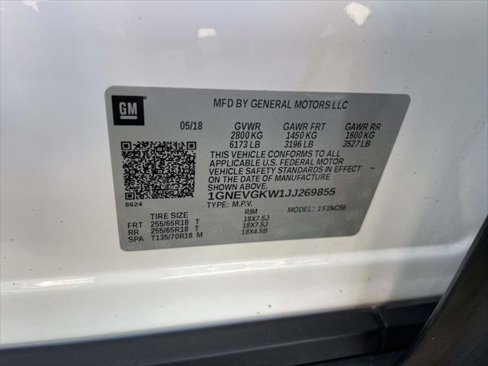 GM
MFD BY GENERAL MOTORS LLC
05/18 GVWR GAWR FRT GAWR RR
2800 KG 1450 KG 1600 KG
6173 LB 3196 LB 3527 LB
THIS VEHICLE CONFORMS TO ALL
APPLICABLE U.S. FEDERAL MOTOR
VEHICLE SAFETY STANDARDS IN EFFECT
ON THE DATE OF MANUFACTURE
SHOWN ABOVE.
1GNEVGKW1JJ269855
6624 TYPE: M.P.V. MODEL: 1S1NC56
TIRE SIZE RIM
FRT 255/65R18 T 18X7.5J
RR 255/65R18 T 18X7.5J
SPA T135/70R18 M 18X4.5B